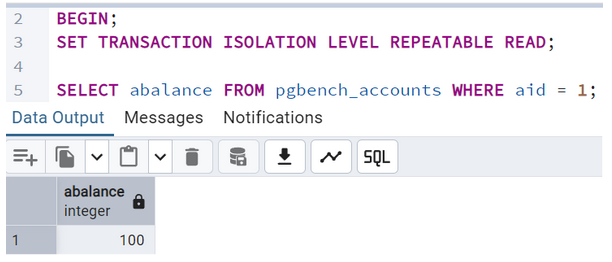 2 BEGIN;
3 SET TRANSACTION ISOLATION LEVEL REPEATABLE READ;
4
5 SELECT abalance FROM pgbench_accounts WHERE aid = 1;
Data Output Messages Notifications
SQL
abalance
integer
1 100